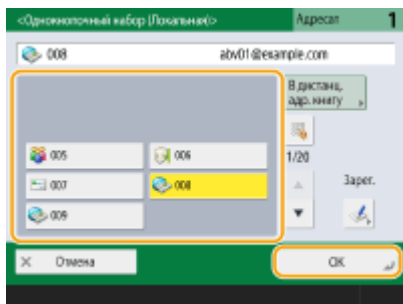 <Однокнопочный набор (Локальная)>
Адресат 1
008 abv01@example.com
В дистанц.
адр. книгу
005 006
1/20
007 008
Зарег.
009
Отмена
OK